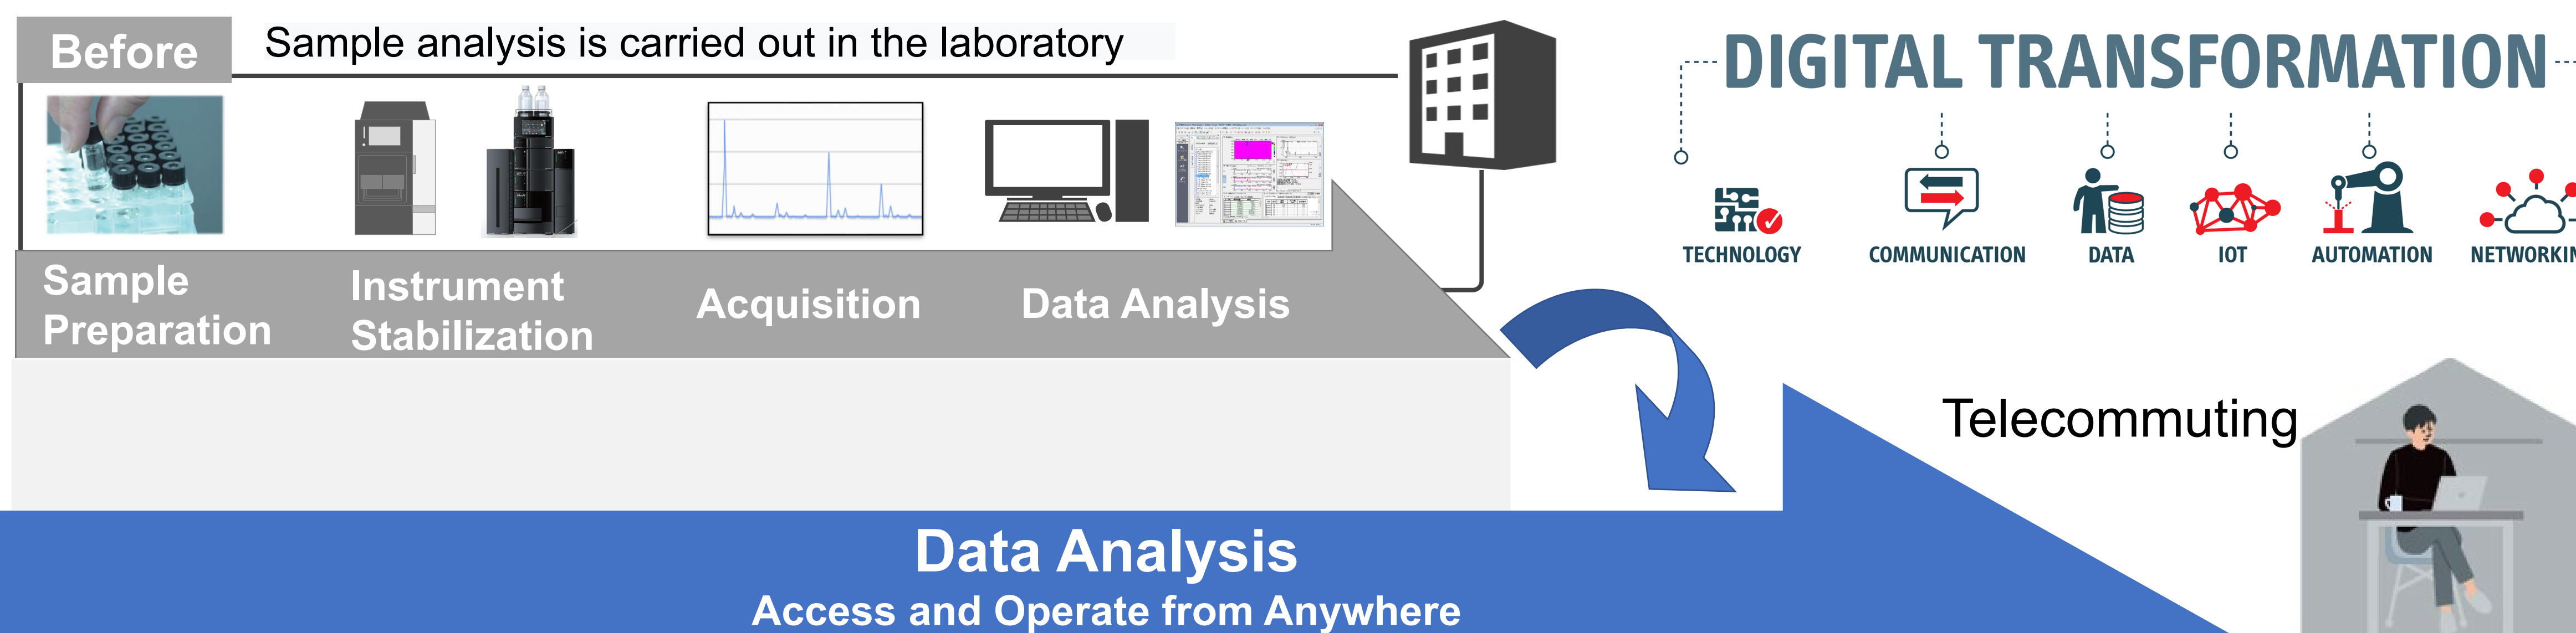 Before
Sample analysis is carried out in the laboratory
Sample
Preparation
Instrument
Stabilization
Acquisition
Data Analysis
DIGITAL TRANSFORMATION
TECHNOLOGY
COMMUNICATION
DATA
IOT
AUTOMATION
NETWORKIN
Telecommuting
Data Analysis
Access and Operate from Anywhere